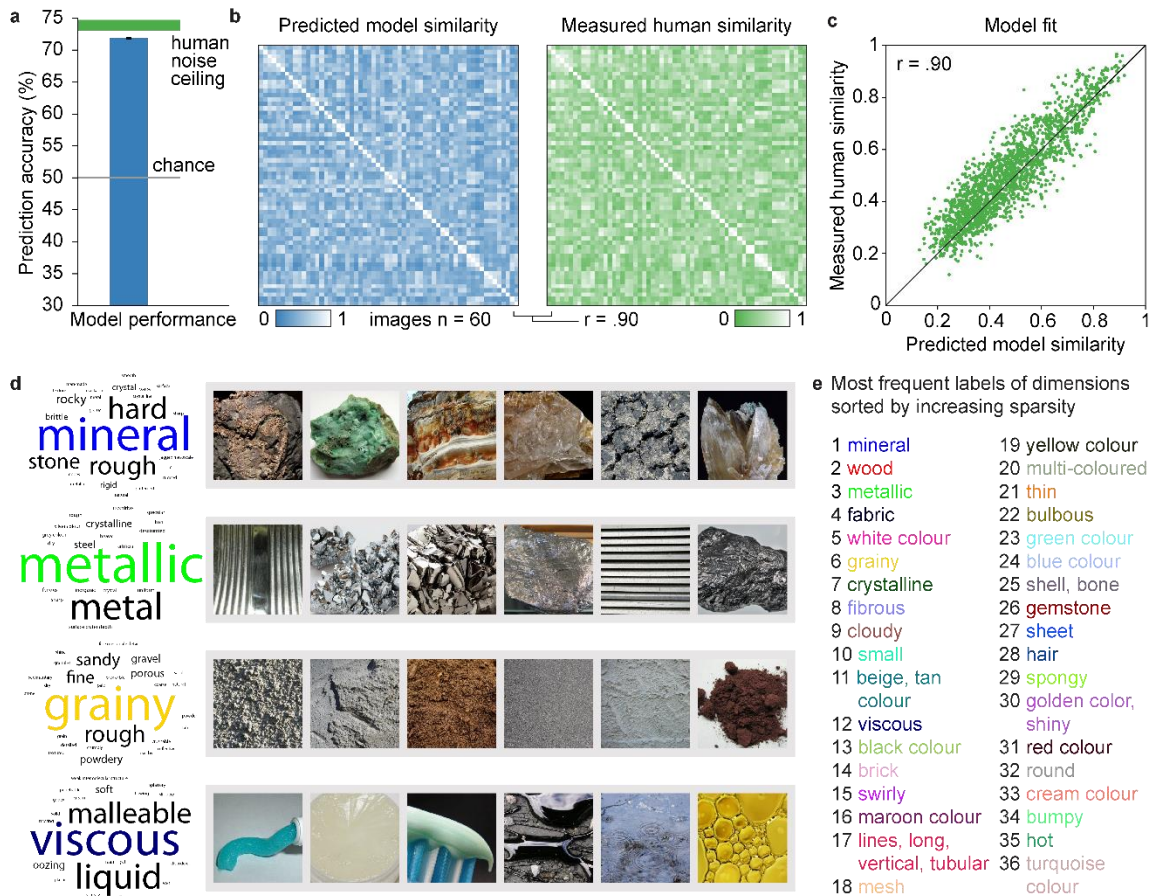 a
75
70
65
60
55
50
45
40
35
30
Prediction accuracy (%)
human
noise
ceiling
chance
Model performance
b
Predicted model similarity
Measured human similarity
0
1
images n = 60
r = .90
0
1
c
Model fit
r = .90
1
0.8
0.6
0.4
0.2
0
Measured human similarity
0
0.2
0.4
0.6
0.8
1
Predicted model similarity
d
crystal
rocky
hard
brittle
mineral
stone
rough
rigid
crystalline
steel
metallic
metal
sandy
gravel
fine
porous
grainy
rough
powdery
soft
malleable
viscous
oozing
liquid
e Most frequent labels of dimensions
sorted by increasing sparsity
1 mineral
2 wood
3 metallic
4 fabric
5 white colour
6 grainy
7 crystalline
8 fibrous
9 cloudy
10 small
11 beige, tan
colour
12 viscous
13 black colour
14 brick
15 swirly
16 maroon colour
17 lines, long,
vertical, tubular
18 mesh
19 yellow colour
20 multi-coloured
21 thin
22 bulbous
23 green colour
24 blue colour
25 shell, bone
26 gemstone
27 sheet
28 hair
29 spongy
30 golden color,
shiny
31 red colour
32 round
33 cream colour
34 bumpy
35 hot
36 turquoise
colour